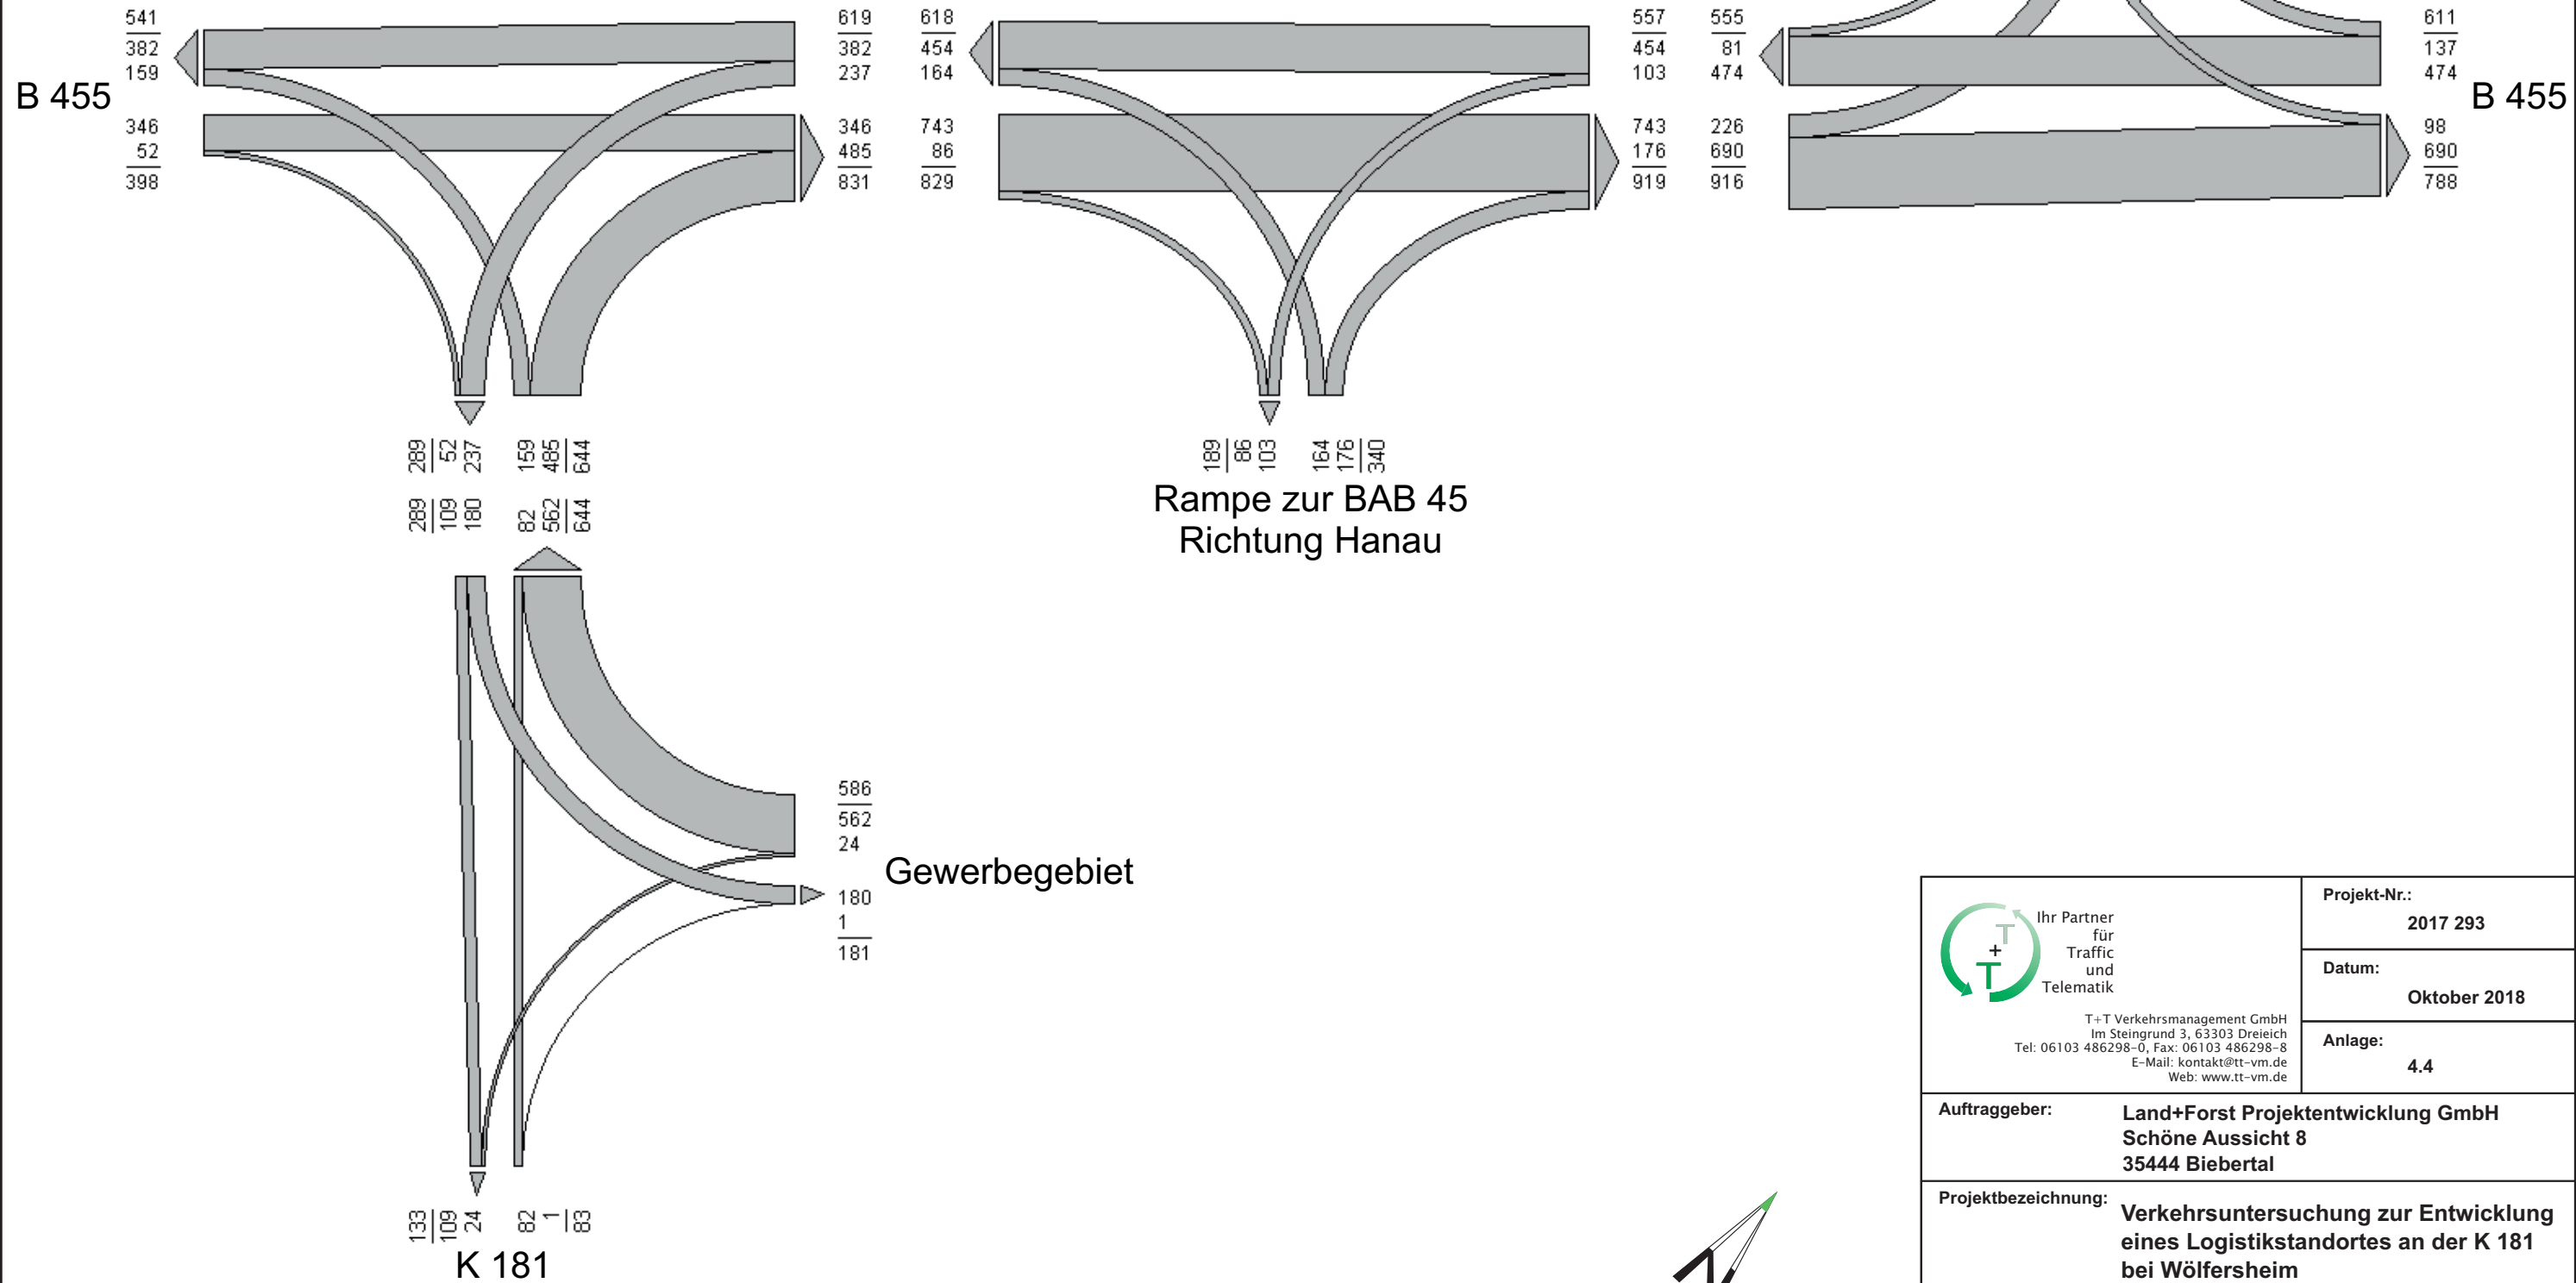 541
382
159
B 455
346
52
398
619
382
237
346
485
831
618
454
164
743
86
829
557
454
103
743
176
919
555
81
474
226
690
916
611
137
474
B 455
98
690
788
289
52
237
159
485
644
189
86
103
164
176
340
Rampe zur BAB 45
Richtung Hanau
289
109
180
82
562
644
586
562
24
Gewerbegebiet
180
1
181
133
109
24
82
1
83
K 181
T
+
T
Ihr Partner
für
Traffic
und
Telematik
T+T Verkehrsmanagement GmbH
Im Steingrund 3, 63303 Dreieich
Tel: 06103 486298-0, Fax: 06103 486298-8
E-Mail: kontakt@tt-vm.de
Web: www.tt-vm.de
Projekt-Nr.:
2017 293
Datum:
Oktober 2018
Anlage:
4.4
Auftraggeber:
Land+Forst Projektentwicklung GmbH
Schöne Aussicht 8
35444 Biebertal
Projektbezeichnung:
Verkehrsuntersuchung zur Entwicklung
eines Logistikstandortes an der K 181
bei Wölfersheim